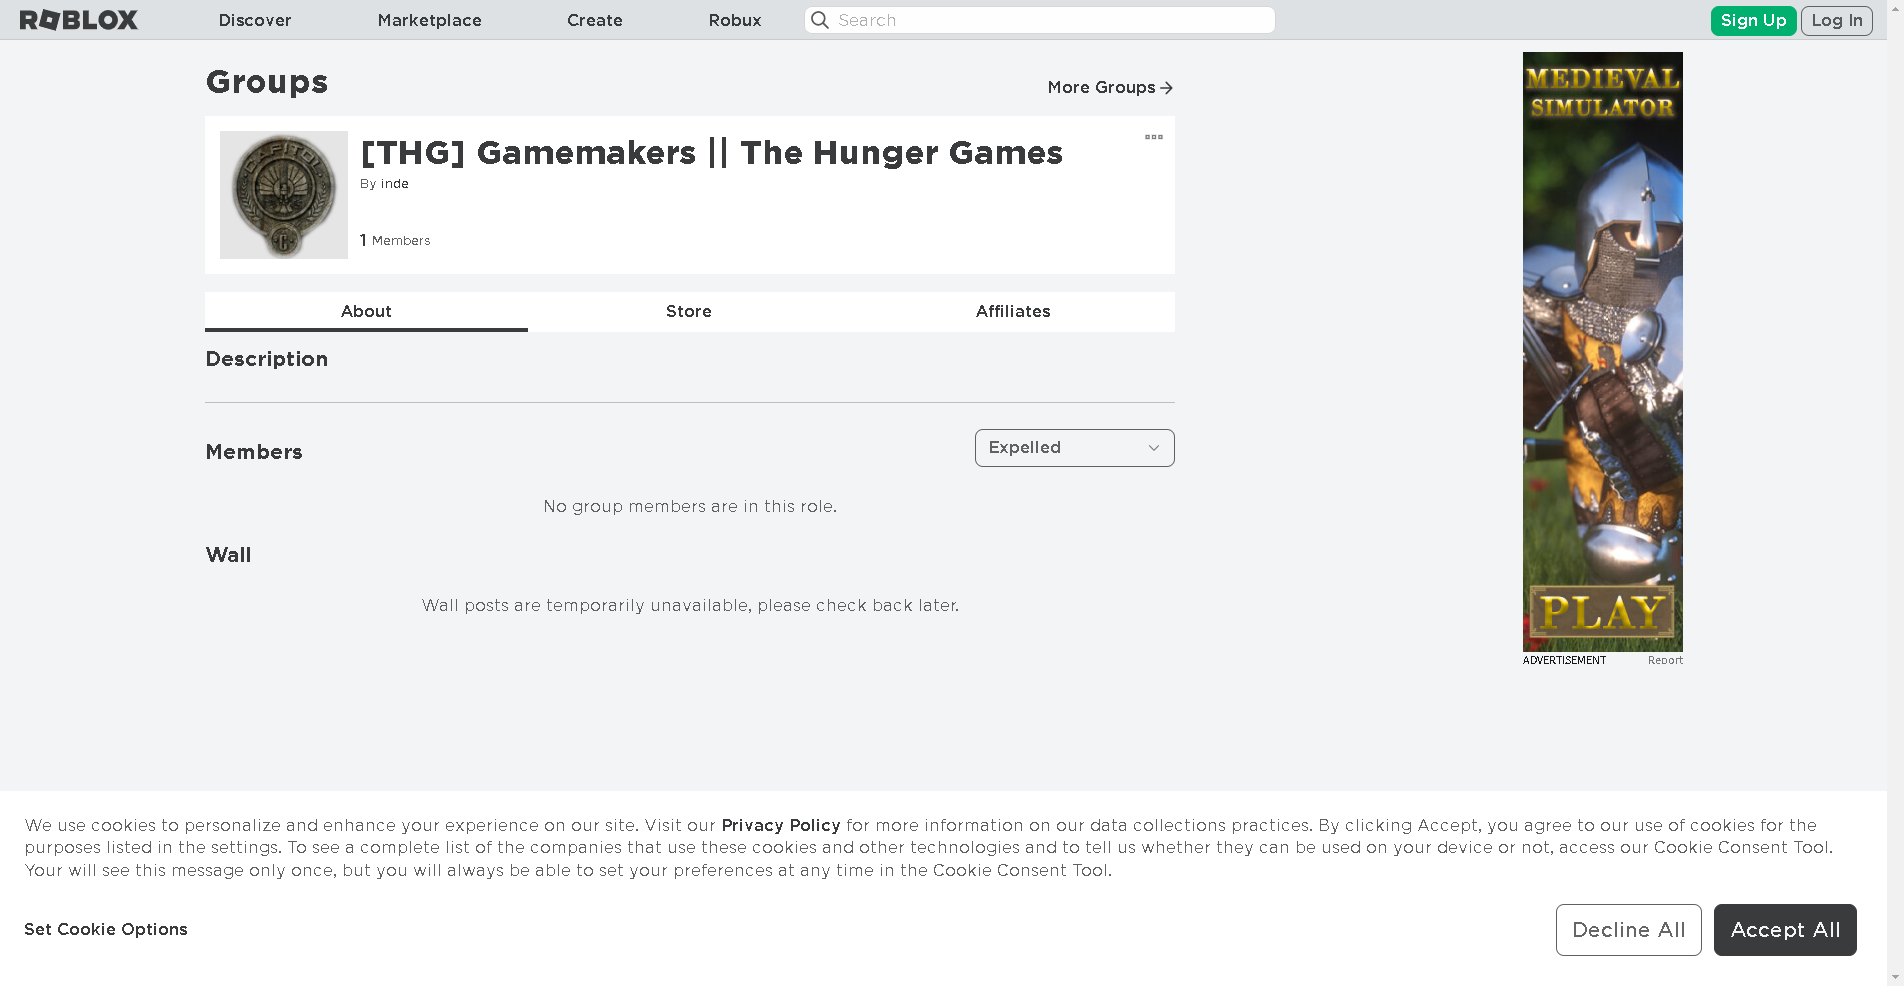 ROBLOX Discover Marketplace Create Robux Search Sign Up Log In
Groups
More Groups
[THG] Gamemakers || The Hunger Games
By inde
1 Members
CAPITOL
C
About Store Affiliates
Description
Members
Expelled
No group members are in this role.
Wall
Wall posts are temporarily unavailable, please check back later.
MEDIEVAL
SIMULATOR
PLAY
ADVERTISEMENT Report
We use cookies to personalize and enhance your experience on our site. Visit our Privacy Policy for more information on our data collections practices. By clicking Accept, you agree to our use of cookies for the
purposes listed in the settings. To see a complete list of the companies that use these cookies and other technologies and to tell us whether they can be used on your device or not, access our Cookie Consent Tool.
Your will see this message only once, but you will always be able to set your preferences at any time in the Cookie Consent Tool.
Set Cookie Options
Decline All
Accept All